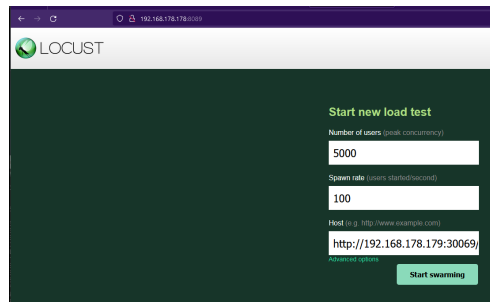 192.168.178.178:8089
LOCUST
Start new load test
Number of users (peak concurrency)
5000
Spawn rate (users started/second)
100
Host (e.g. http://www.example.com)
http://192.168.178.179:30069/
Advanced options
Start swarming